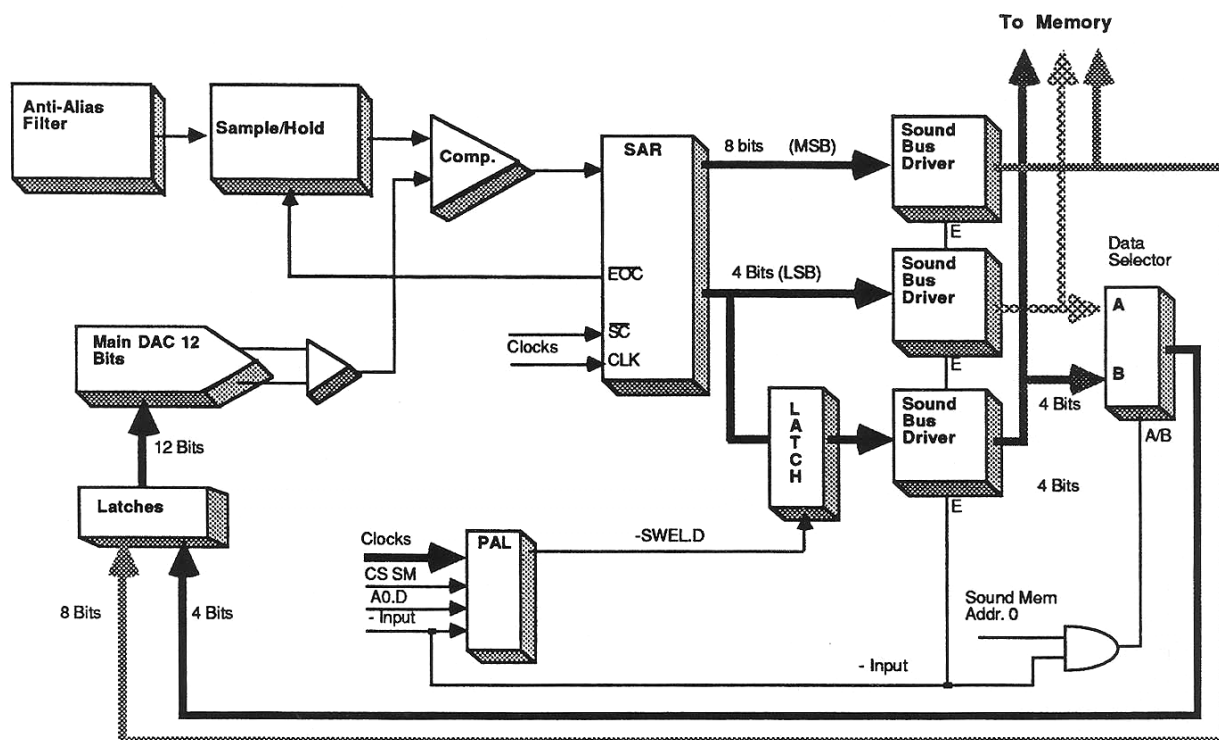 To Memory
Anti-Alias
Filter
Sample/Hold
Comp.
SAR
8 bits (MSB)
Sound
Bus
Driver
E
EOC
4 Bits (LSB)
Sound
Bus
Driver
E
Data
Selector
A
B
A/B
Main DAC 12
Bits
SC
Clocks
CLK
4 Bits
LATCH
Sound
Bus
Driver
E
4 Bits
12 Bits
Latches
8 Bits
4 Bits
Clocks
PAL
CS SM
A0.D
- Input
-SWEL.D
Sound Mem
Addr. 0
- Input